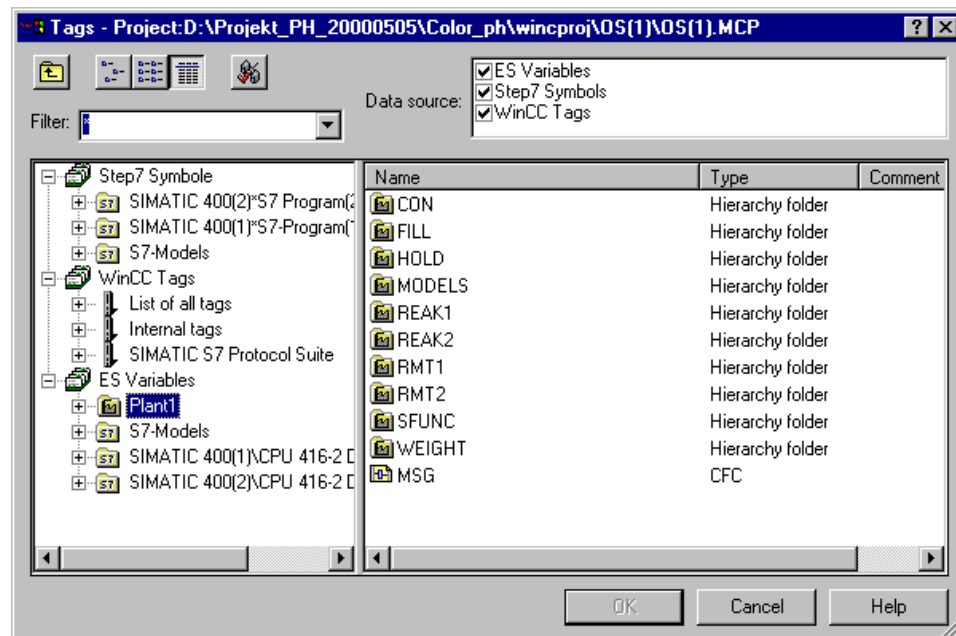 Tags - Project:D:\Projekt_PH_20000505\Color_ph\wincproj\OS(1)\OS(1).MCP
Filter: *
Data source:
ES Variables
Step7 Symbols
WinCC Tags
Step7 Symbole
SIMATIC 400(2)*S7 Program(2
SIMATIC 400(1)*S7-Program(
S7-Models
WinCC Tags
List of all tags
Internal tags
SIMATIC S7 Protocol Suite
ES Variables
Plant1
S7-Models
SIMATIC 400(1)\CPU 416-2 D
SIMATIC 400(2)\CPU 416-2 D
Name Type Comment
CON Hierarchy folder
FILL Hierarchy folder
HOLD Hierarchy folder
MODELS Hierarchy folder
REAK1 Hierarchy folder
REAK2 Hierarchy folder
RMT1 Hierarchy folder
RMT2 Hierarchy folder
SFUNC Hierarchy folder
WEIGHT Hierarchy folder
MSG CFC
OK Cancel Help